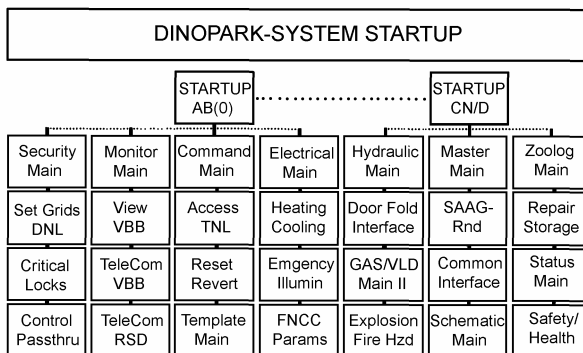 DINOPARK-SYSTEM STARTUP
STARTUP
AB(0)
STARTUP
CN/D
Security
Main
Monitor
Main
Command
Main
Electrical
Main
Hydraulic
Main
Master
Main
Zoolog
Main
Set Grids
DNL
View
VBB
Access
TNL
Heating
Cooling
Door Fold
Interface
SAAG-
Rnd
Repair
Storage
Critical
Locks
TeleCom
VBB
Reset
Revert
Emgency
Illumin
GAS/VLD
Main II
Common
Interface
Status
Main
Control
Passthru
TeleCom
RSD
Template
Main
FNCC
Params
Explosion
Fire Hzd
Schematic
Main
Safety/
Health